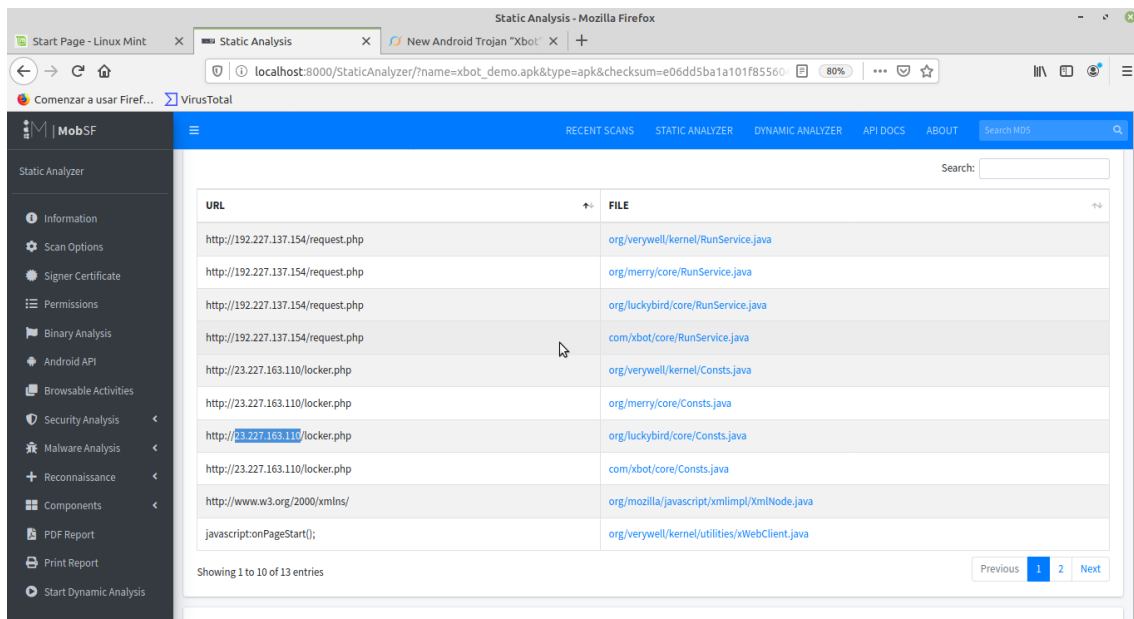 Static Analysis - Mozilla Firefox
Start Page - Linux Mint
Static Analysis
New Android Trojan "Xbot"
localhost:8000/StaticAnalyzer/?name=xbot_demo.apk&type=apk&checksum=e06dd5ba1a101f855604
80%
Comenzar a usar Firef...
VirusTotal
MobSF
RECENT SCANS STATIC ANALYZER DYNAMIC ANALYZER API DOCS ABOUT Search MD5
Static Analyzer
Information
Scan Options
Signer Certificate
Permissions
Binary Analysis
Android API
Browsable Activities
Security Analysis
Malware Analysis
Reconnaissance
Components
PDF Report
Print Report
Start Dynamic Analysis
Search:
URL FILE
http://192.227.137.154/request.php org/verywell/kernel/RunService.java
http://192.227.137.154/request.php org/merry/core/RunService.java
http://192.227.137.154/request.php org/luckybird/core/RunService.java
http://192.227.137.154/request.php com/xbot/core/RunService.java
http://23.227.163.110/locker.php org/verywell/kernel/Consts.java
http://23.227.163.110/locker.php org/merry/core/Consts.java
http://23.227.163.110/locker.php org/luckybird/core/Consts.java
http://23.227.163.110/locker.php com/xbot/core/Consts.java
http://www.w3.org/2000/xmlns/ org/mozilla/javascript/xmlimpl/XmlNode.java
javascript:onPageStart(); org/verywell/kernel/utilities/xWebClient.java
Showing 1 to 10 of 13 entries
Previous 1 2 Next